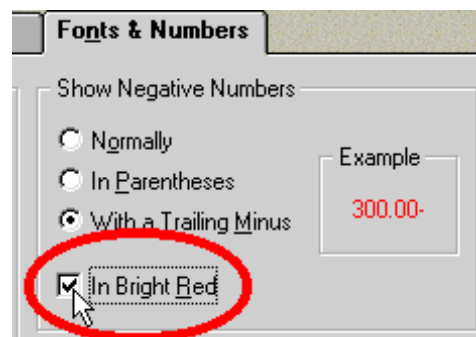 Fonts & Numbers
Show Negative Numbers
Normally
In Parentheses
With a Trailing Minus
Example
300.00-
In Bright Red